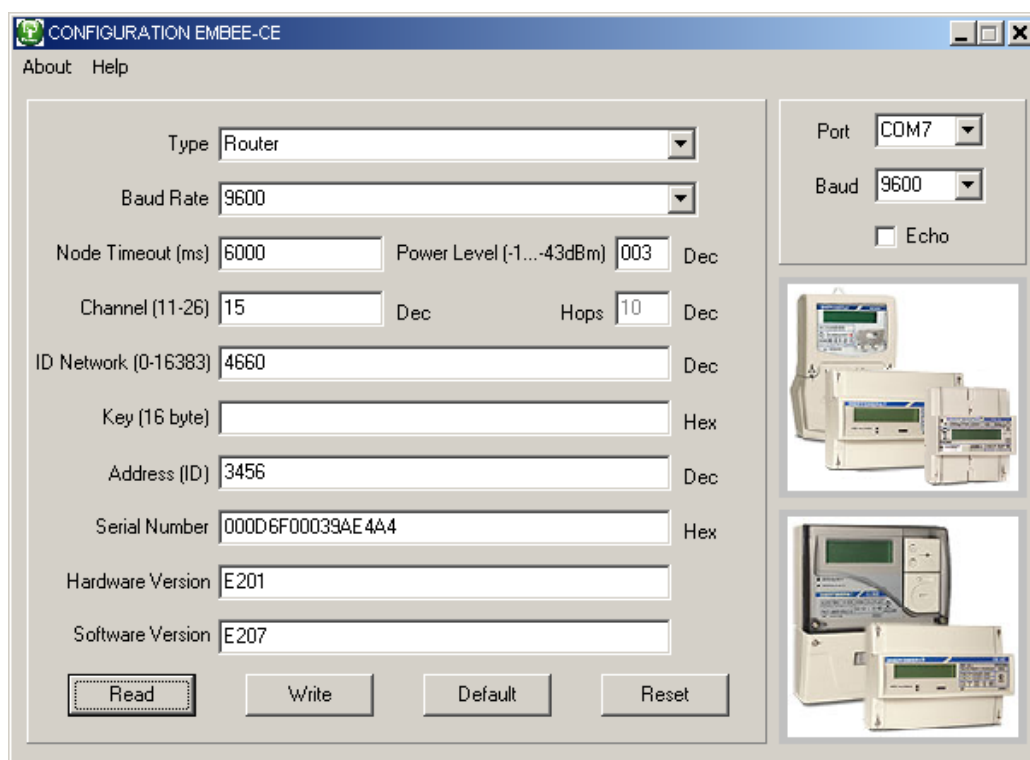 CONFIGURATION EMBEE-CE
About Help
Type Router
Baud Rate 9600
Node Timeout (ms) 6000 Power Level (-1...-43dBm) 003 Dec
Channel (11-26) 15 Dec Hops 10 Dec
ID Network (0-16383) 4660 Dec
Key (16 byte) Hex
Address (ID) 3456 Dec
Serial Number 000D6F00039AE4A4 Hex
Hardware Version E201
Software Version E207
Read Write Default Reset
Port COM7
Baud 9600
Echo